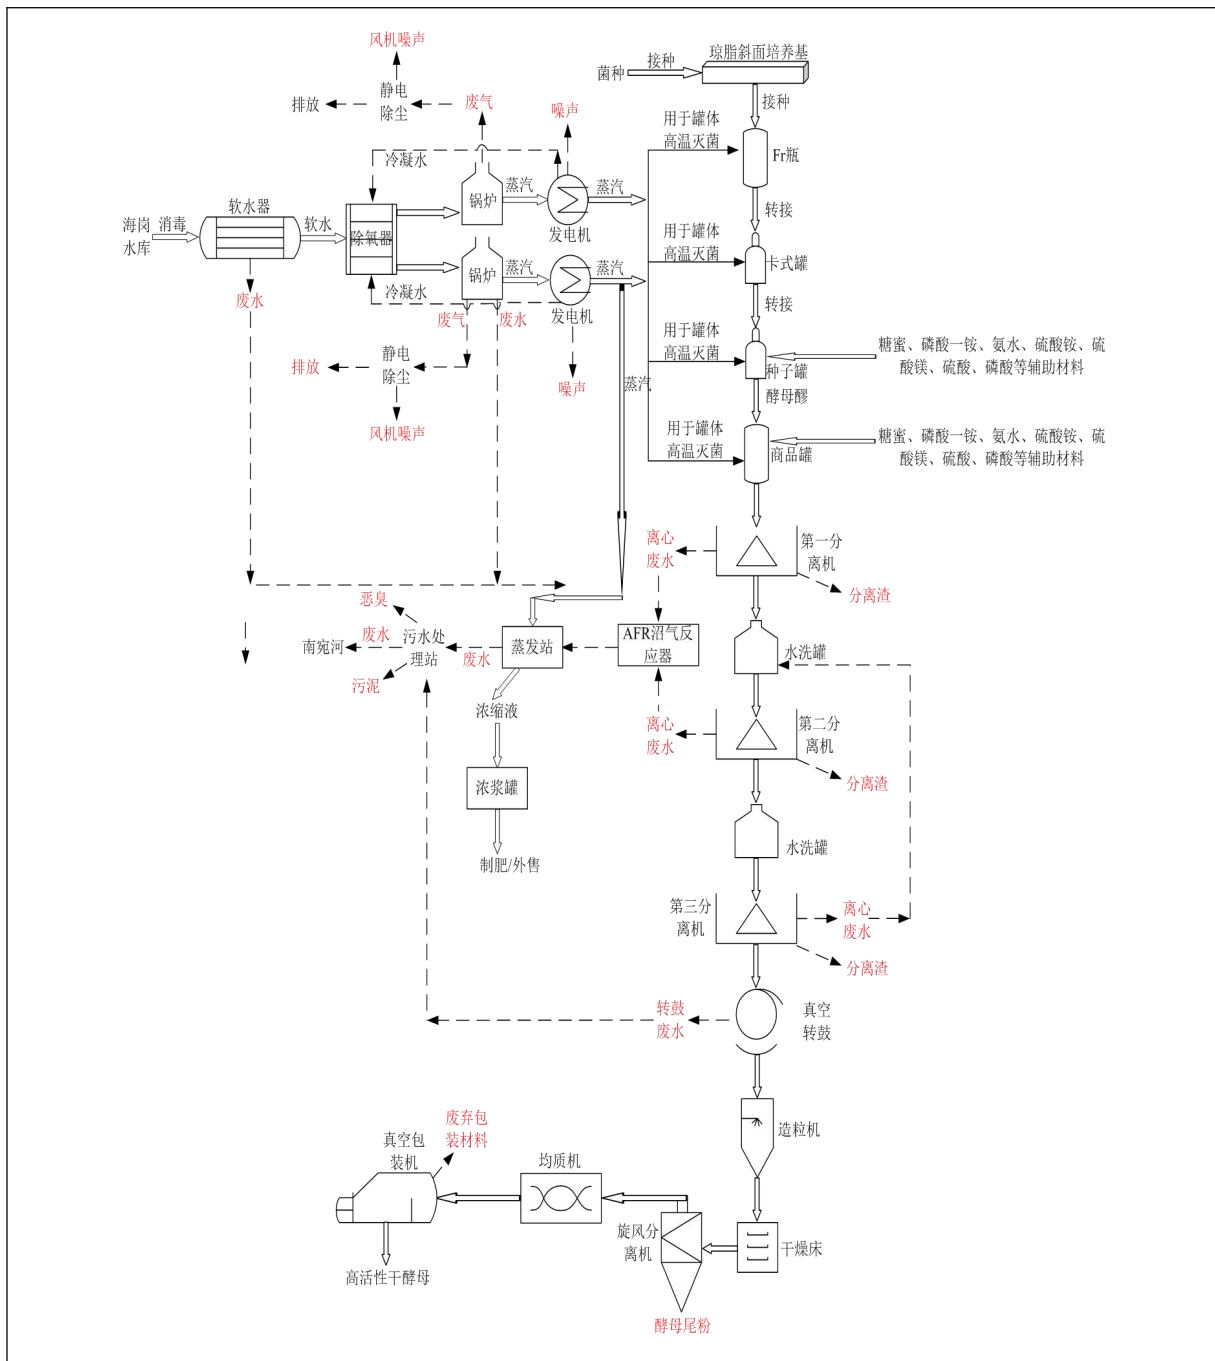 风机噪声
静电
除尘
排放
废气
噪声
菌种
接种
琼脂斜面培养基
接种
用于罐体
高温灭菌
Fr瓶
冷凝水
锅炉
蒸汽
蒸汽
发电机
转接
海岗
水库
消毒
软水器
软水
除氧器
用于罐体
高温灭菌
卡式罐
锅炉
蒸汽
蒸汽
发电机
冷凝水
转接
废水
废气
废水
静电
除尘
排放
噪声
风机噪声
蒸汽
用于罐体
高温灭菌
种子罐
酵母醪
糖蜜、磷酸一铵、氨水、硫酸铵、硫
酸镁、硫酸、磷酸等辅助材料
用于罐体
高温灭菌
商品罐
糖蜜、磷酸一铵、氨水、硫酸铵、硫
酸镁、硫酸、磷酸等辅助材料
离心
废水
第一分
离机
分离渣
恶臭
南宛河
废水
污水处
理站
废水
污泥
蒸发站
AFR沼气反
应器
水洗罐
浓缩液
离心
废水
第二分
离机
分离渣
浓浆罐
制肥/外售
水洗罐
第三分
离机
离心
废水
分离渣
转鼓
废水
真空
转鼓
造粒机
废弃包
装材料
真空包
装机
均质机
旋风分
离机
干燥床
高活性干酵母
酵母尾粉